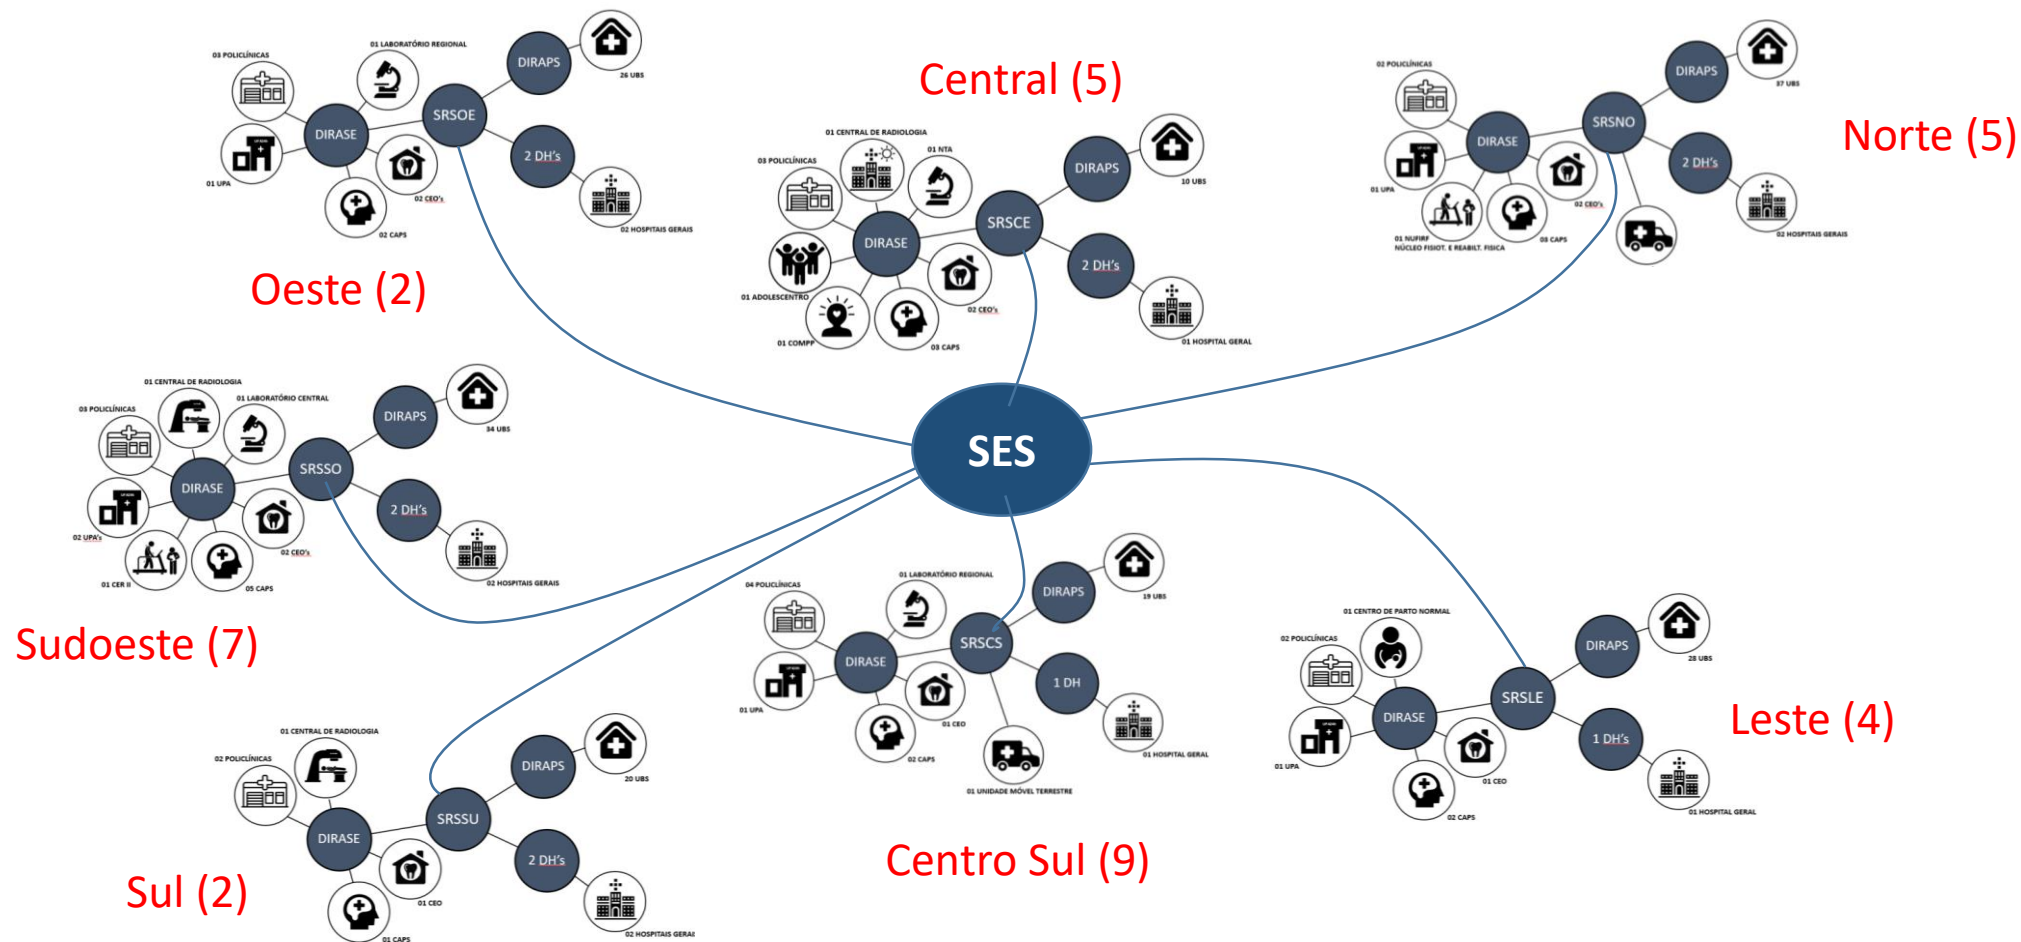 01 LABORATÓRIO REGIONAL
03 POLICLÍNICAS
DIRAPS
26 UBS
SRSOE
DIRASE
2 DH's
01 UPA
02 CEO's
02 CAPS
02 HOSPITAIS GERAIS
Oeste (2)
Central (5)
01 CENTRAL DE RADIOLOGIA
01 NTA
03 POLICLÍNICAS
DIRAPS
10 UBS
SRSCE
DIRASE
2 DH's
01 ADOLESCENTRO
02 CEO's
01 COMPP
03 CAPS
01 HOSPITAL GERAL
02 POLICLÍNICAS
DIRAPS
37 UBS
SRSNO
DIRASE
2 DH's
01 UPA
02 CEO's
01 NUFIRF
NÚCLEO FISIOT. E REABILT. FISICA
03 CAPS
02 HOSPITAIS GERAIS
Norte (5)
SES
01 CENTRAL DE RADIOLOGIA
01 LABORATÓRIO CENTRAL
03 POLICLÍNICAS
DIRAPS
34 UBS
SRSSO
DIRASE
2 DH's
02 UPA's
02 CEO's
01 CER II
05 CAPS
02 HOSPITAIS GERAIS
Sudoeste (7)
01 CENTRAL DE RADIOLOGIA
02 POLICLÍNICAS
DIRAPS
20 UBS
SRSSU
DIRASE
2 DH's
01 CEO
01 CAPS
02 HOSPITAIS GERAI
Sul (2)
01 LABORATÓRIO REGIONAL
04 POLICLÍNICAS
DIRAPS
19 UBS
SRSCS
DIRASE
1 DH
01 UPA
01 CEO
02 CAPS
01 HOSPITAL GERAL
01 UNIDADE MÓVEL TERRESTRE
Centro Sul (9)
01 CENTRO DE PARTO NORMAL
02 POLICLÍNICAS
DIRAPS
28 UBS
SRSLE
DIRASE
1 DH's
01 UPA
01 CEO
02 CAPS
01 HOSPITAL GERAL
Leste (4)